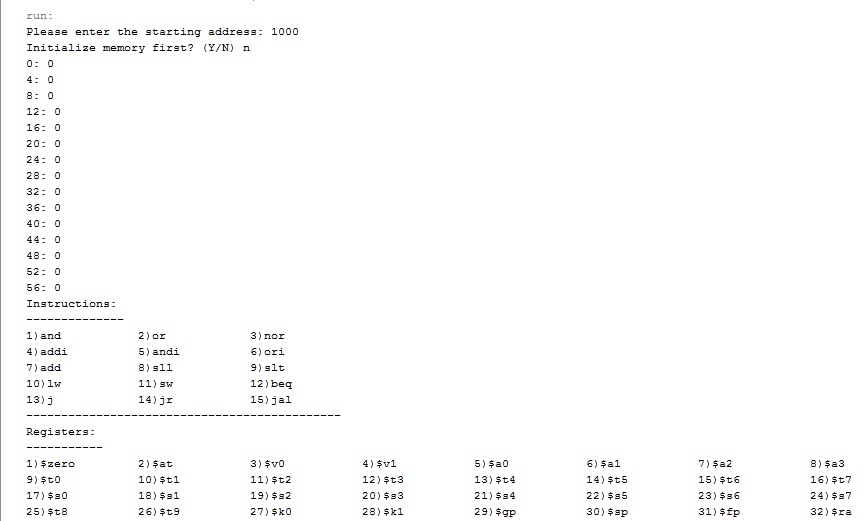 run:
Please enter the starting address: 1000
Initialize memory first? (Y/N) n
0: 0
4: 0
8: 0
12: 0
16: 0
20: 0
24: 0
28: 0
32: 0
36: 0
40: 0
44: 0
48: 0
52: 0
56: 0
Instructions:
--------------
1)and 2)or 3)nor
4)addi 5)andi 6)ori
7)add 8)sll 9)slt
10)lw 11)sw 12)beq
13)j 14)jr 15)jal
---------------------------------------------
Registers:
-----------
1)$zero 2)$at 3)$v0 4)$v1 5)$a0 6)$a1 7)$a2 8)$a3
9)$t0 10)$t1 11)$t2 12)$t3 13)$t4 14)$t5 15)$t6 16)$t7
17)$s0 18)$s1 19)$s2 20)$s3 21)$s4 22)$s5 23)$s6 24)$s7
25)$t8 26)$t9 27)$k0 28)$k1 29)$gp 30)$sp 31)$fp 32)$ra